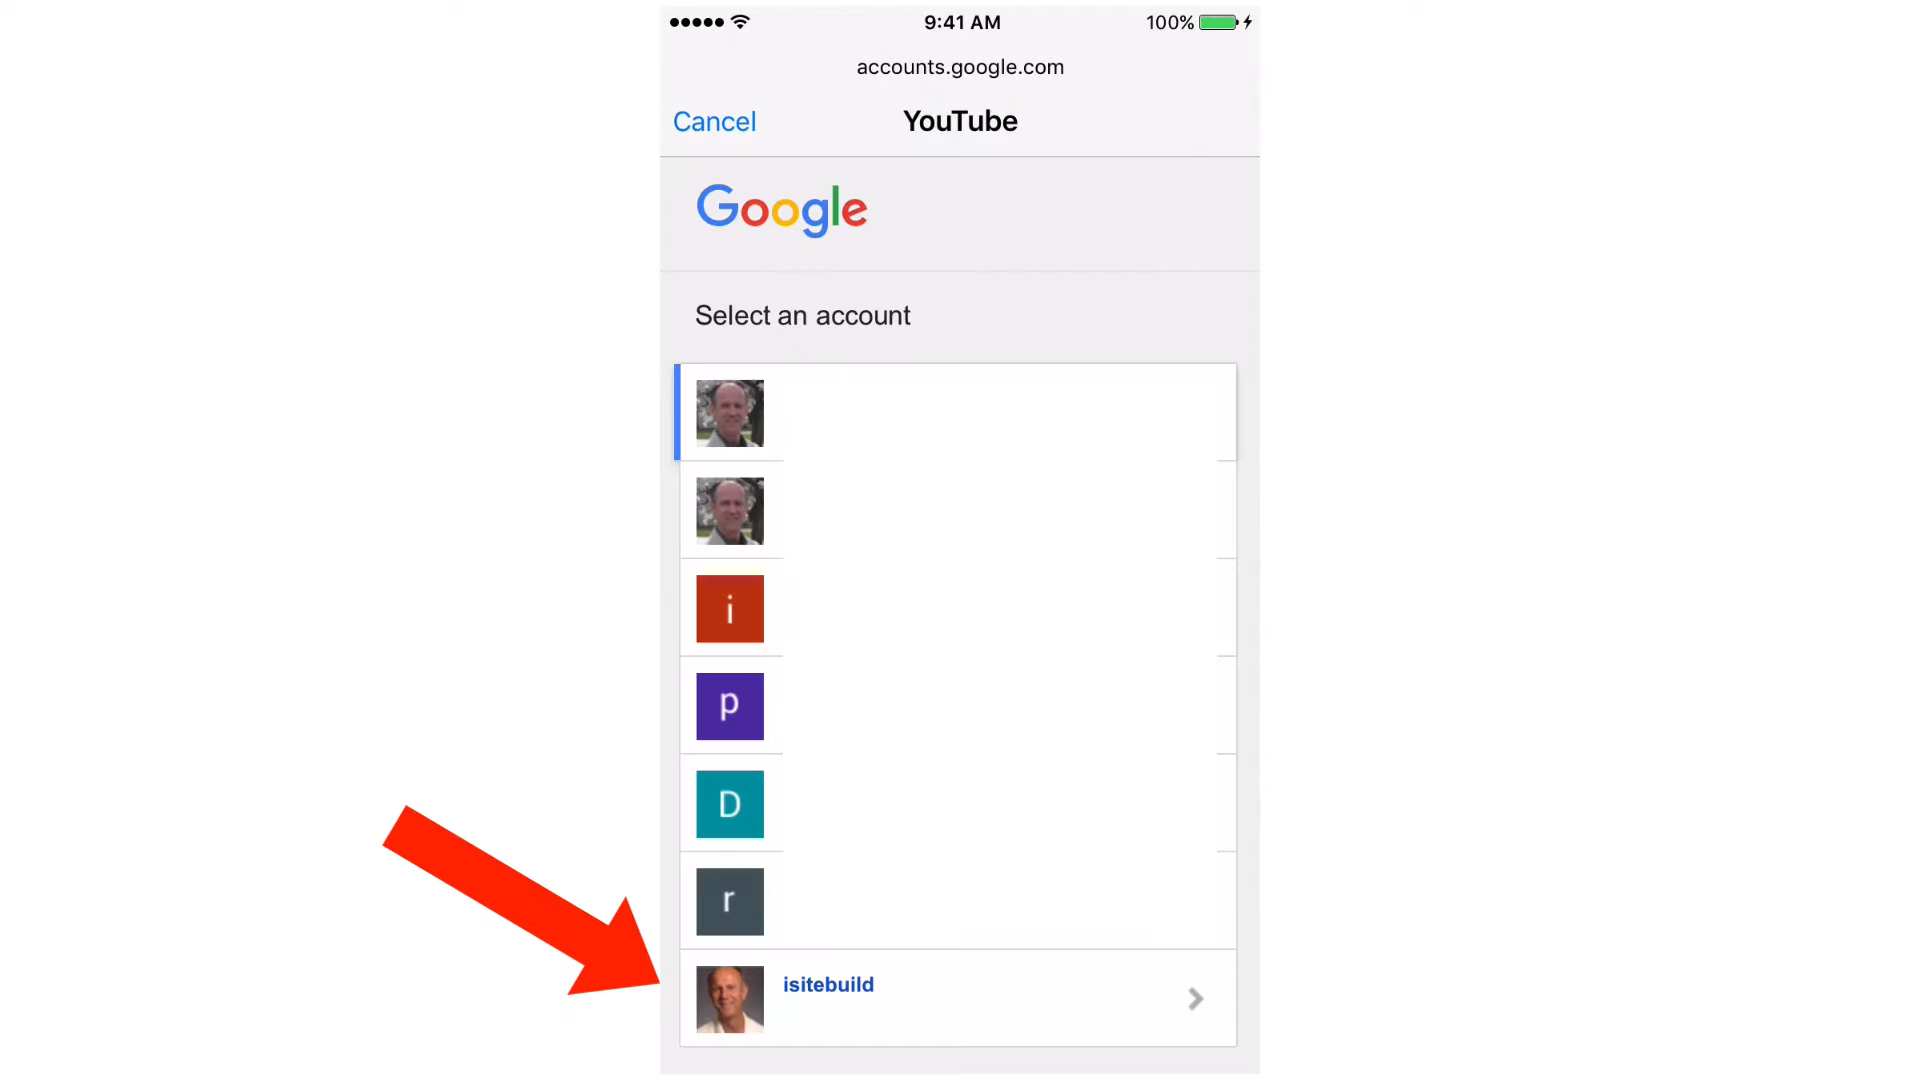 9:41 AM 100%
accounts.google.com
Cancel YouTube
Google
Select an account
i
p
D
r
isitebuild